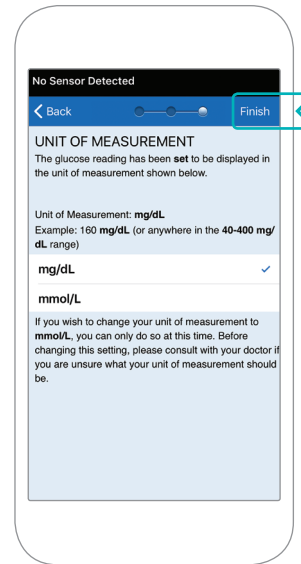 No Sensor Detected
Back
Finish
UNIT OF MEASUREMENT
The glucose reading has been set to be displayed in
the unit of measurement shown below.
Unit of Measurement: mg/dL
Example: 160 mg/dL (or anywhere in the 40-400 mg/
dL range)
mg/dL
mmol/L
If you wish to change your unit of measurement to
mmol/L, you can only do so at this time. Before
changing this setting, please consult with your doctor if
you are unsure what your unit of measurement should
be.